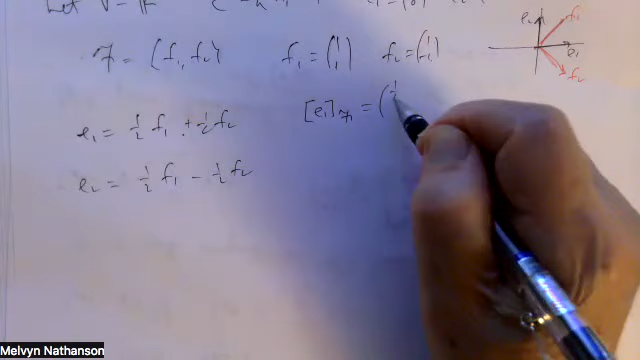 Let V =
F = (f₁, f₂) f₁ = (1 1) f₂ = (1 -1)
e₂ f₁
e₁
f₂
e₁ = 1/2 f₁ + 1/2 f₂ [e₁]_F = (1/2
e₂ = 1/2 f₁ - 1/2 f₂
Melvyn Nathanson